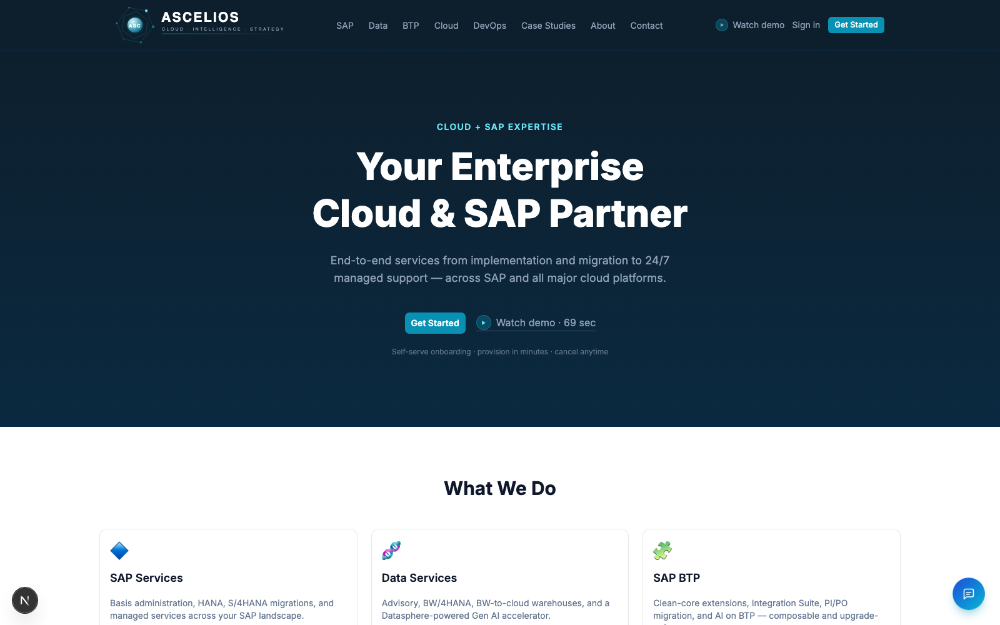 ASC
ASCELIOS
CLOUD · INTELLIGENCE · STRATEGY
SAP
Data
BTP
Cloud
DevOps
Case Studies
About
Contact
Watch demo
Sign in
Get Started
CLOUD + SAP EXPERTISE
Your Enterprise
Cloud & SAP Partner
End-to-end services from implementation and migration to 24/7
managed support — across SAP and all major cloud platforms.
Get Started
Watch demo · 69 sec
Self-serve onboarding · provision in minutes · cancel anytime
What We Do
SAP Services
Basis administration, HANA, S/4HANA migrations, and
managed services across your SAP landscape.
Data Services
Advisory, BW/4HANA, BW-to-cloud warehouses, and a
Datasphere-powered Gen AI accelerator.
SAP BTP
Clean-core extensions, Integration Suite, PI/PO
migration, and AI on BTP — composable and upgrade-
N